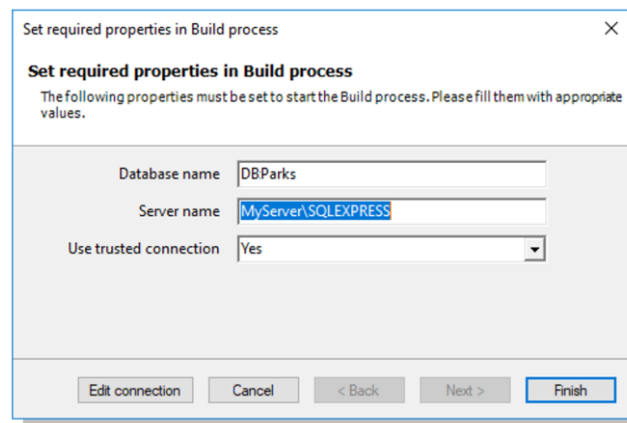 Set required properties in Build process
Set required properties in Build process
The following properties must be set to start the Build process. Please fill them with appropriate
values.
Database name DBParks
Server name MyServer\SQLEXPRESS
Use trusted connection Yes
Edit connection Cancel < Back Next > Finish